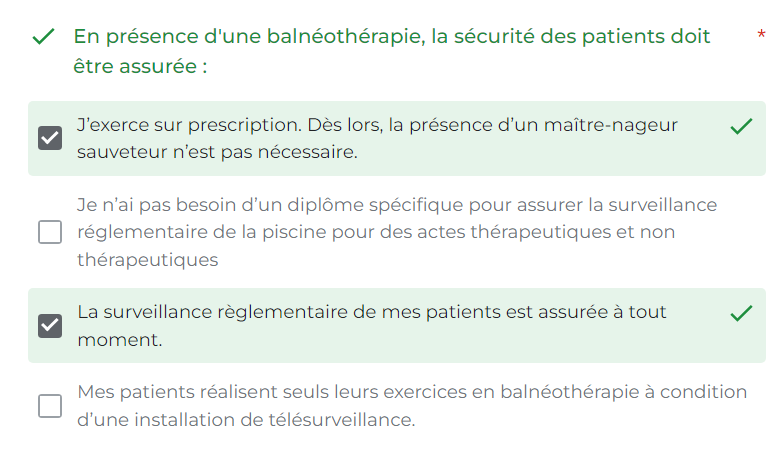 En présence d'une balnéothérapie, la sécurité des patients doit *
être assurée :
J’exerce sur prescription. Dès lors, la présence d’un maître-nageur
sauveteur n’est pas nécessaire.
Je n’ai pas besoin d’un diplôme spécifique pour assurer la surveillance
réglementaire de la piscine pour des actes thérapeutiques et non
thérapeutiques
La surveillance règlementaire de mes patients est assurée à tout
moment.
Mes patients réalisent seuls leurs exercices en balnéothérapie à condition
d’une installation de télésurveillance.